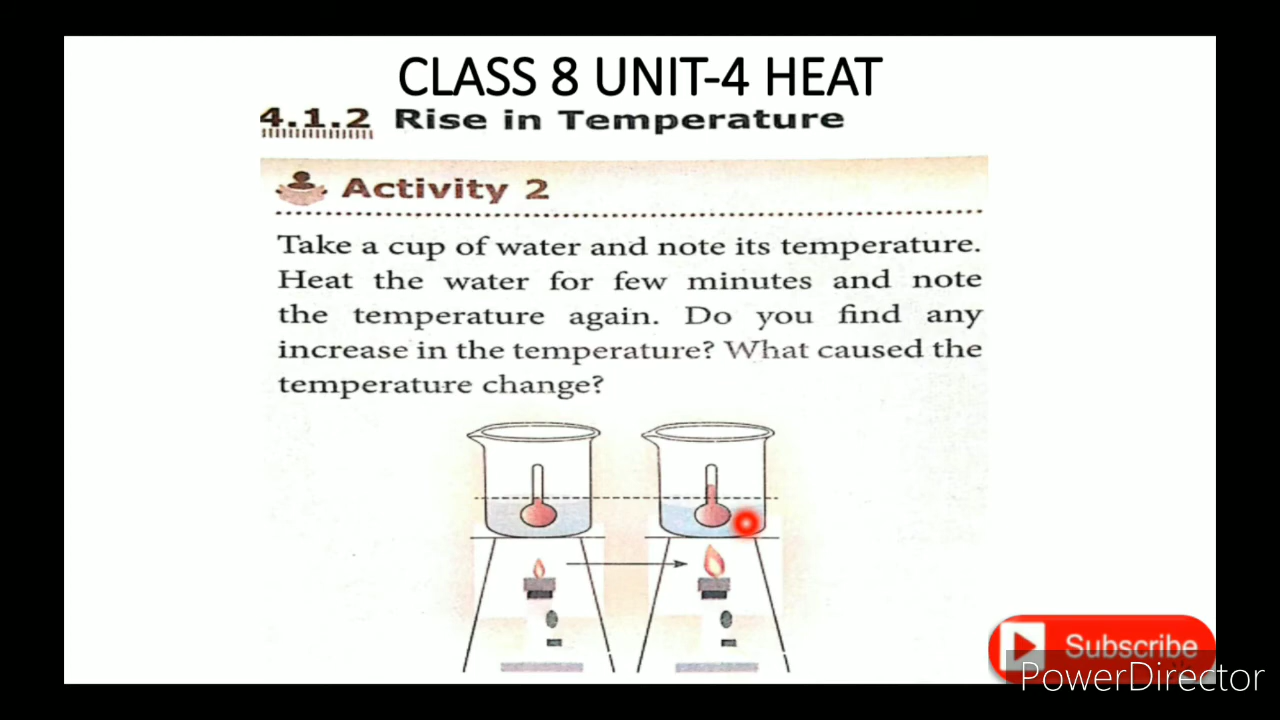 CLASS 8 UNIT-4 HEAT
4.1.2 Rise in Temperature
Activity 2
Take a cup of water and note its temperature.
Heat the water for few minutes and note
the temperature again. Do you find any
increase in the temperature? What caused the
temperature change?
Subscribe
PowerDirector